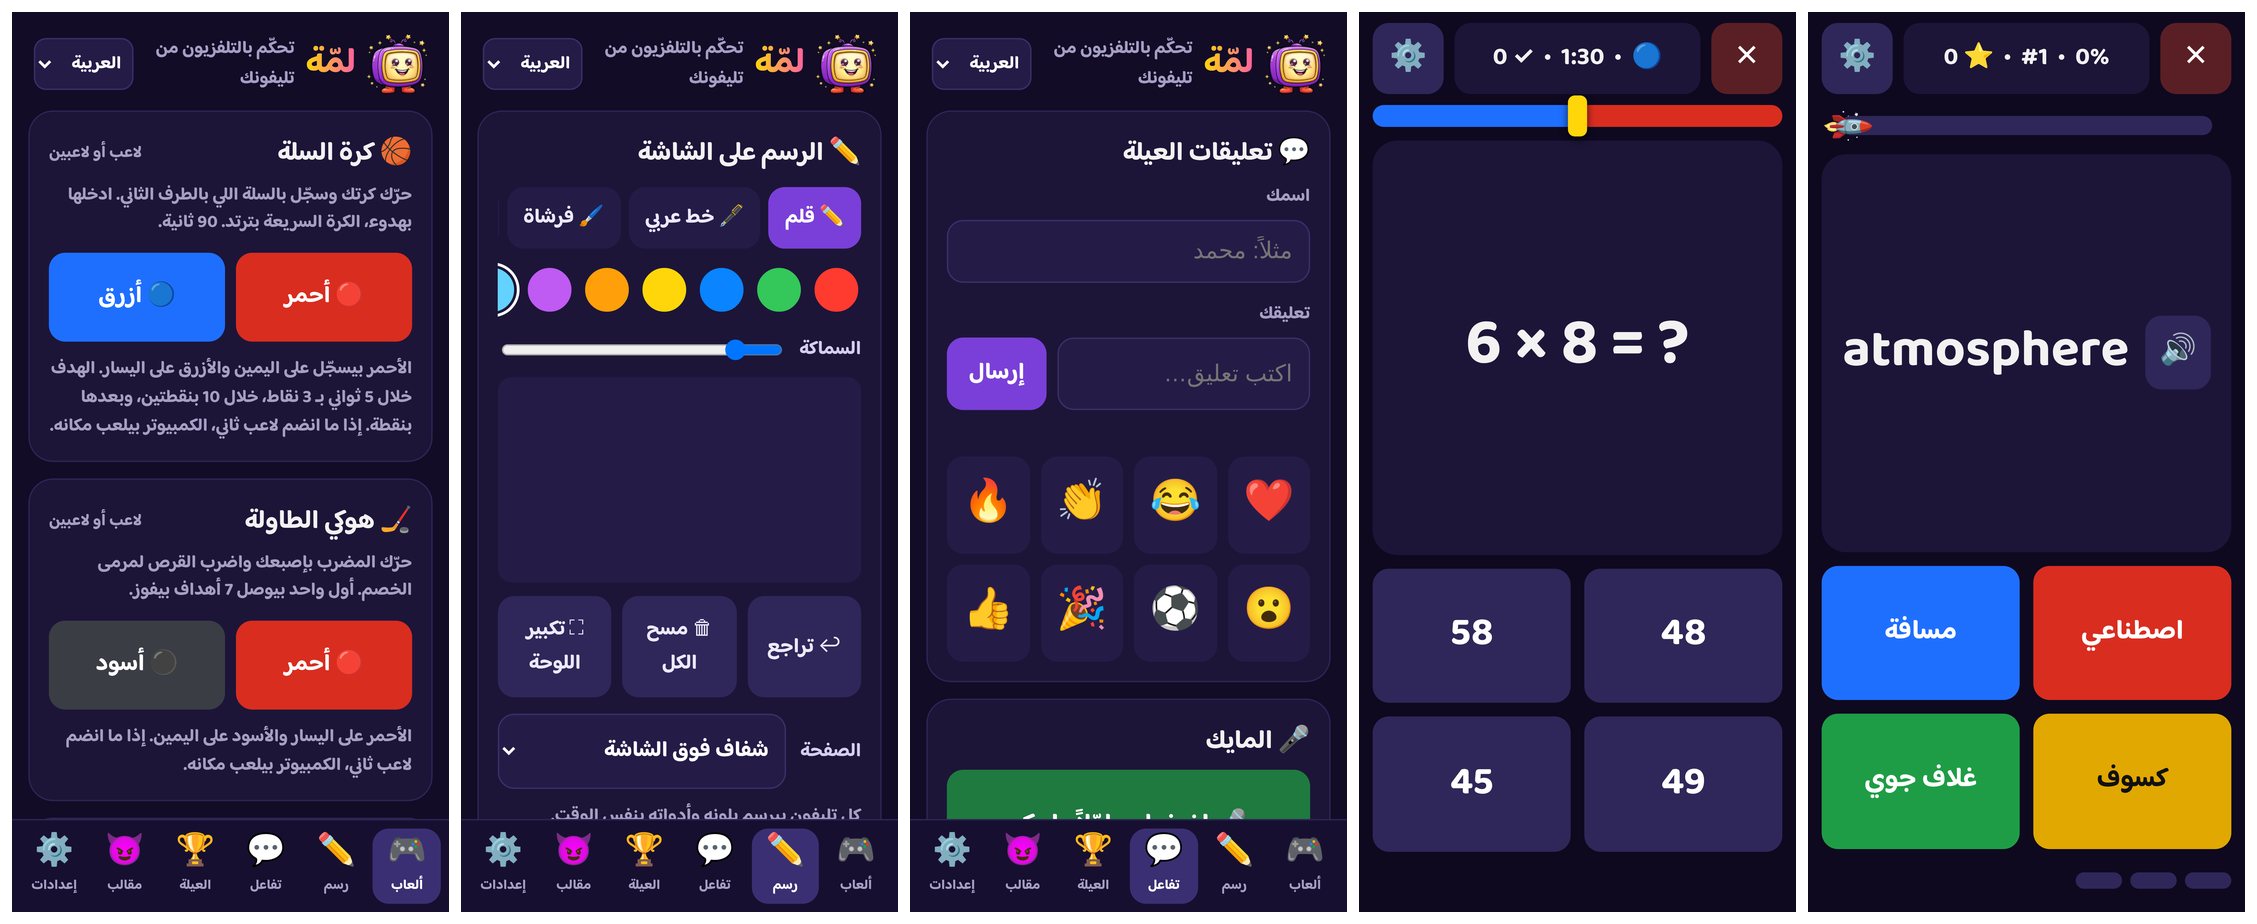 لمّة
تحكّم بالتلفزيون من
تليفونك
العربية
🏀 كرة السلة
لاعب أو لاعبين
حرّك كرتك وسجّل بالسلة اللي بالطرف الثاني. ادخلها
بهدوء، الكرة السريعة بترتد. 90 ثانية.
🔴 أحمر
🔵 أزرق
الأحمر بيسجّل على اليمين والأزرق على اليسار. الهدف
خلال 5 ثواني بـ 3 نقاط، خلال 10 بنقطتين، وبعدها
بنقطة. إذا ما انضم لاعب ثاني، الكمبيوتر بيلعب مكانه.
🏒 هوكي الطاولة
لاعب أو لاعبين
حرّك المضرب بإصبعك واضرب القرص لمرمى
الخصم. أول واحد بيوصل 7 أهداف بيفوز.
🔴 أحمر
⚫ أسود
الأحمر على اليسار والأسود على اليمين. إذا ما انضم
لاعب ثاني، الكمبيوتر بيلعب مكانه.
ألعاب
رسم
تفاعل
العيلة
مقالب
إعدادات
لمّة
تحكّم بالتلفزيون من
تليفونك
العربية
✏️ الرسم على الشاشة
✏️ قلم
🖋️ خط عربي
🖌️ فرشاة
السماكة
↩ تراجع
🗑 مسح
الكل
⛶ تكبير
اللوحة
الصفحة
شفاف فوق الشاشة
كل تليفون بيرسم بلونه وأدواته بنفس الوقت.
ألعاب
رسم
تفاعل
العيلة
مقالب
إعدادات
لمّة
تحكّم بالتلفزيون من
تليفونك
العربية
💬 تعليقات العيلة
اسمك
مثلاً: محمد
تعليقك
اكتب تعليق...
إرسال
🎤 المايك
ألعاب
رسم
تفاعل
العيلة
مقالب
إعدادات
0 ✓ • 1:30 • 🔵
✕
6 × 8 = ?
58
48
45
49
0 ⭐ • #1 • 0%
✕
atmosphere
اصطناعي
مسافة
كسوف
غلاف جوي